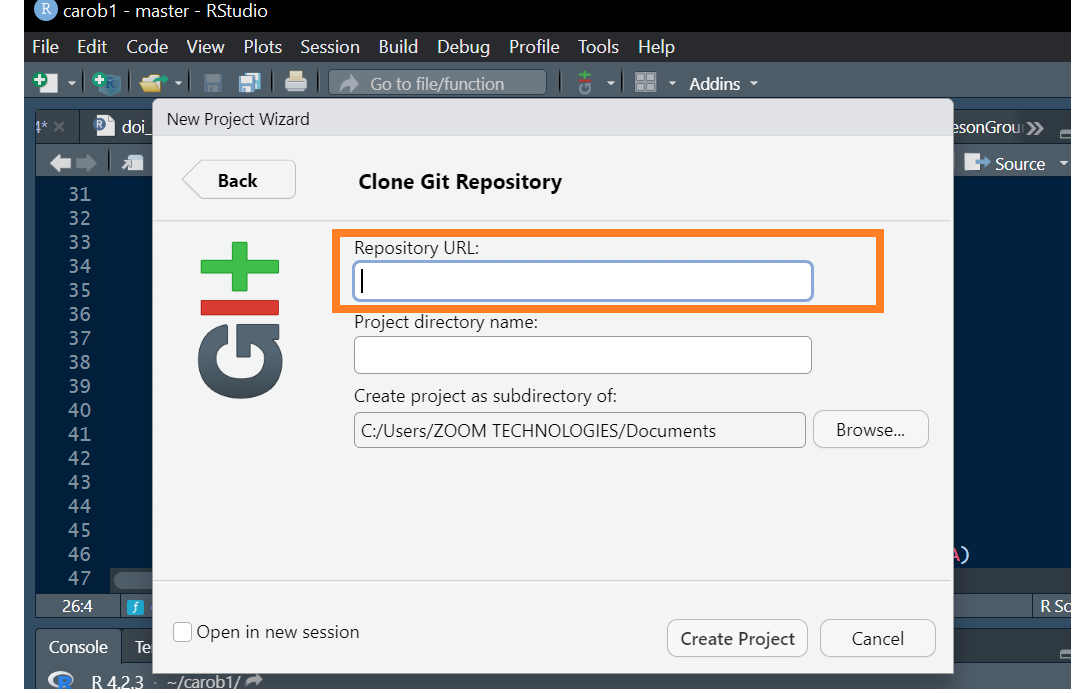 R carob1 - master - RStudio
File Edit Code View Plots Session Build Debug Profile Tools Help
Go to file/function Addins
New Project Wizard
4* doi_ esonGrou
Back Clone Git Repository
Source
Repository URL:
Project directory name:
Create project as subdirectory of:
C:/Users/ZOOM TECHNOLOGIES/Documents Browse...
GIt
31
32
33
34
35
36
37
38
39
40
41
42
43
44
45
46 A)
47
26:4 R Sc
Open in new session
Create Project Cancel
Console Te
R 4.2.3 · ~/carob1/